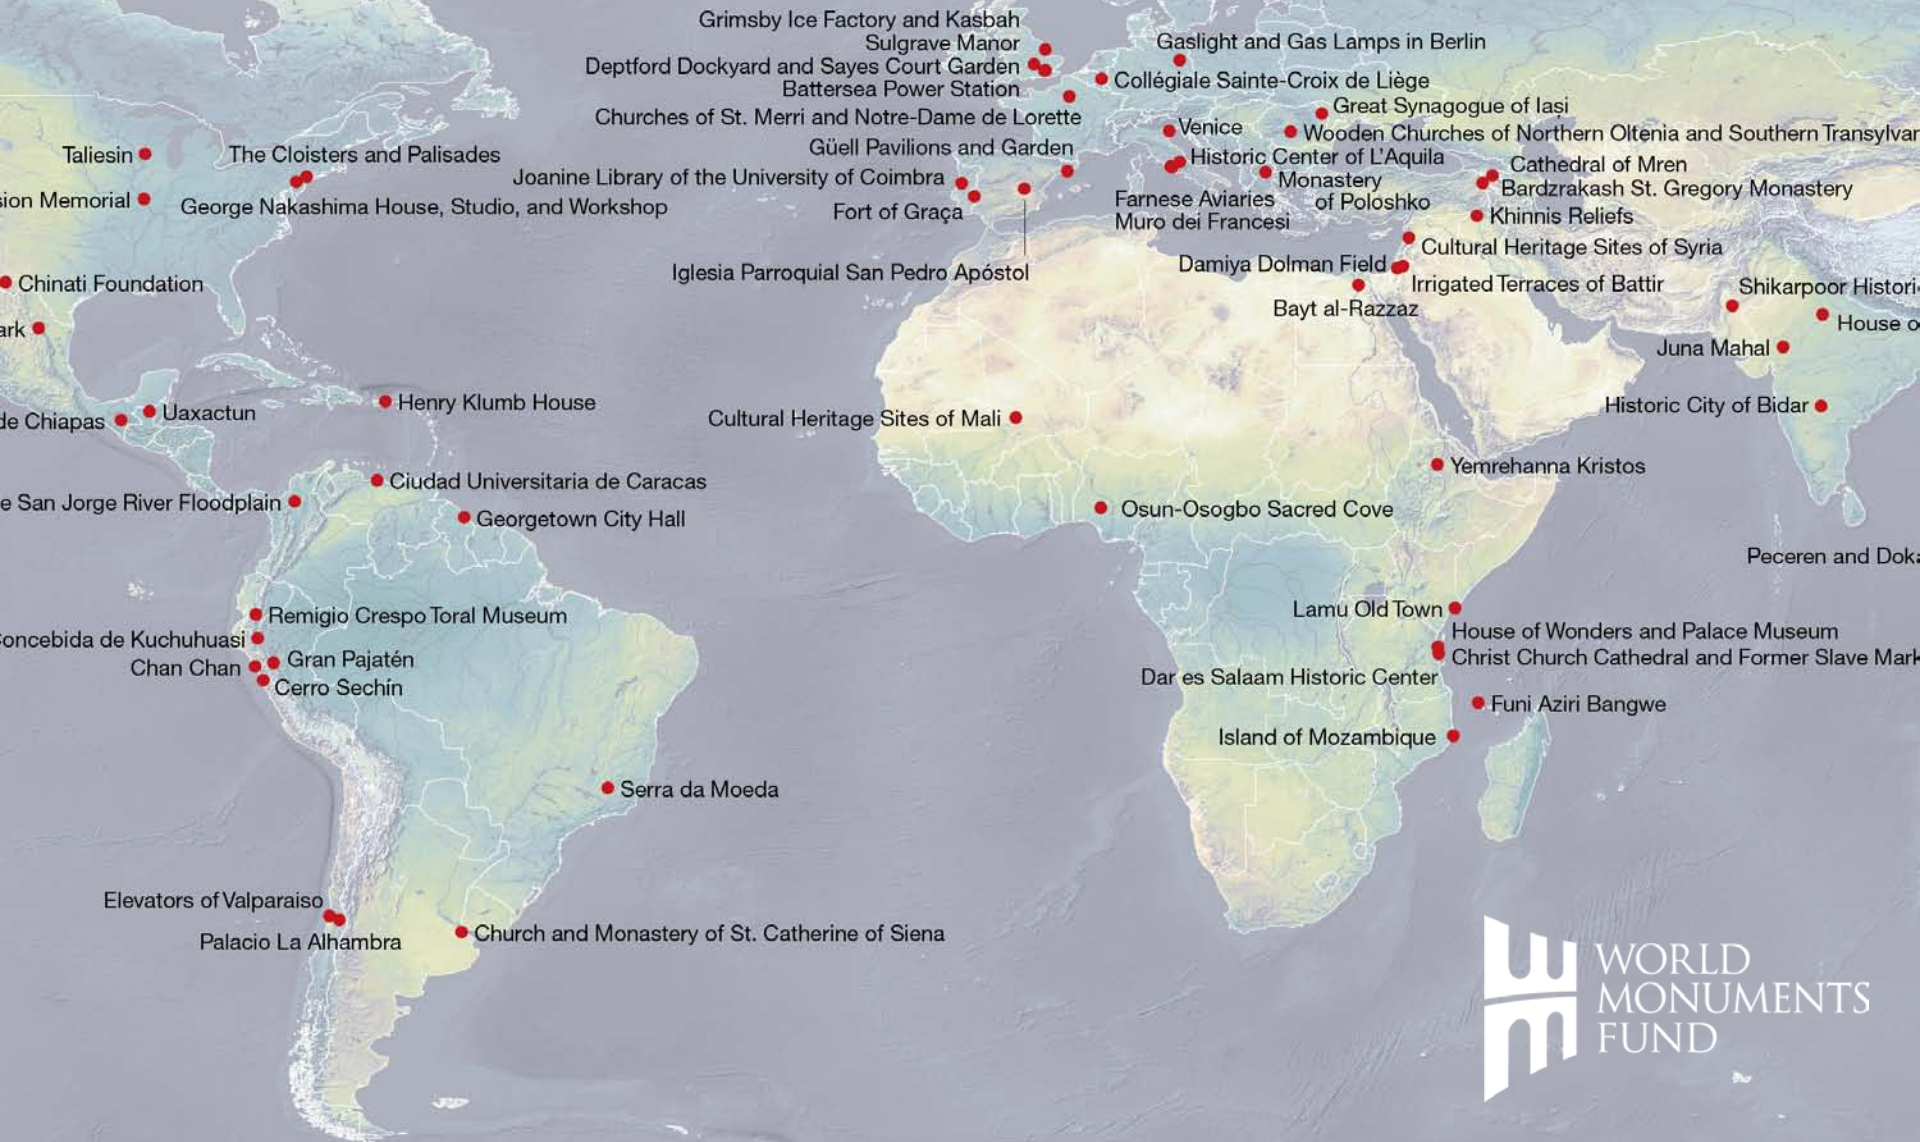 Grimsby Ice Factory and Kasbah
Sulgrave Manor
Deptford Dockyard and Sayes Court Garden
Battersea Power Station
Churches of St. Merri and Notre-Dame de Lorette
Güell Pavilions and Garden
Joanine Library of the University of Coimbra
Fort of Graça
Iglesia Parroquial San Pedro Apóstol
Gaslight and Gas Lamps in Berlin
Collégiale Sainte-Croix de Liège
Great Synagogue of Iași
Venice
Wooden Churches of Northern Oltenia and Southern Transylvan
Historic Center of L'Aquila
Monastery
of Poloshko
Farnese Aviaries
Muro dei Francesi
Cathedral of Mren
Bardzrakash St. Gregory Monastery
Khinnis Reliefs
Cultural Heritage Sites of Syria
Damiya Dolman Field
Irrigated Terraces of Battir
Bayt al-Razzaz
Shikarpoor Histori
House o
Juna Mahal
Historic City of Bidar
Taliesin
The Cloisters and Palisades
sion Memorial
George Nakashima House, Studio, and Workshop
Chinati Foundation
ark
Uaxactun
de Chiapas
Henry Klumb House
Ciudad Universitaria de Caracas
e San Jorge River Floodplain
Georgetown City Hall
Cultural Heritage Sites of Mali
Yemrehanna Kristos
Osun-Osogbo Sacred Cove
Peceren and Doka
Remigio Crespo Toral Museum
Concebida de Kuchuhuasi
Gran Pajatén
Chan Chan
Cerro Sechín
Lamu Old Town
House of Wonders and Palace Museum
Christ Church Cathedral and Former Slave Mark
Dar es Salaam Historic Center
Funi Aziri Bangwe
Island of Mozambique
Serra da Moeda
Elevators of Valparaiso
Palacio La Alhambra
Church and Monastery of St. Catherine of Siena
WORLD
MONUMENTS
FUND